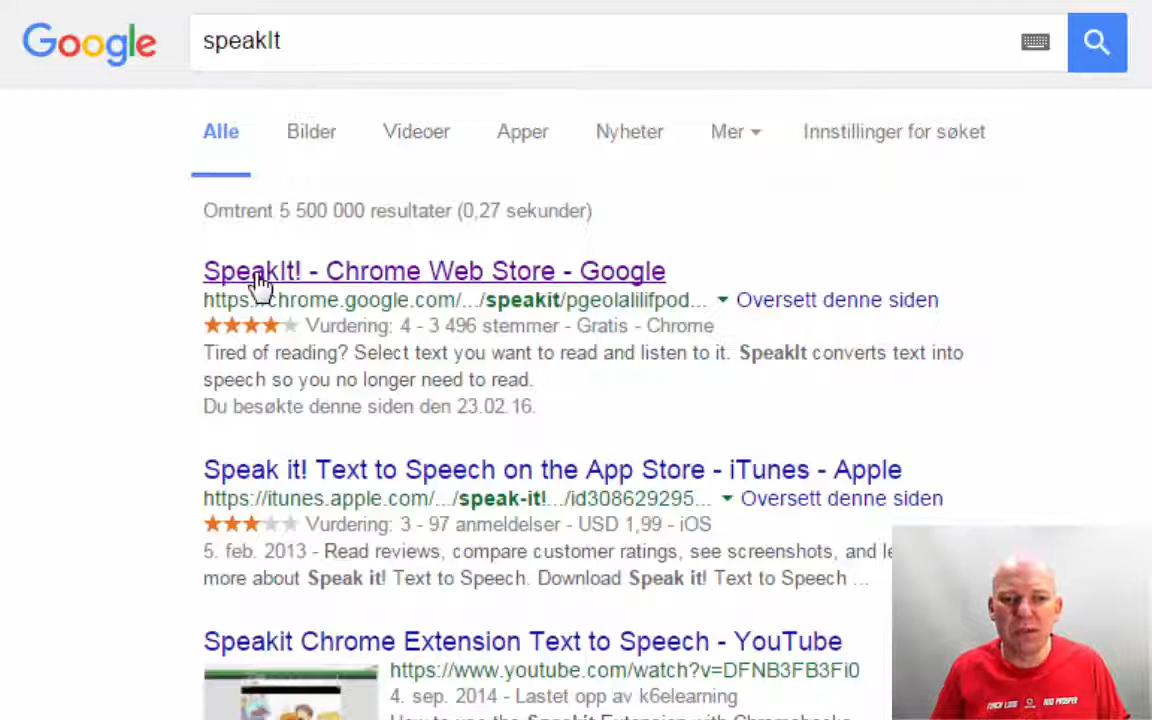 Google
speakIt
Alle Bilder Videoer Apper Nyheter Mer Innstillinger for søket
Omtrent 5 500 000 resultater (0,27 sekunder)
SpeakIt! - Chrome Web Store - Google
https://chrome.google.com/.../speakit/pgeolalilifpod... Oversett denne siden
Vurdering: 4 - 3 496 stemmer - Gratis - Chrome
Tired of reading? Select text you want to read and listen to it. SpeakIt converts text into
speech so you no longer need to read.
Du besøkte denne siden den 23.02.16.
Speak it! Text to Speech on the App Store - iTunes - Apple
https://itunes.apple.com/.../speak-it!.../id308629295... Oversett denne siden
Vurdering: 3 - 97 anmeldelser - USD 1,99 - iOS
5. feb. 2013 - Read reviews, compare customer ratings, see screenshots, and
more about Speak it! Text to Speech. Download Speak it! Text to Speech ...
Speakit Chrome Extension Text to Speech - YouTube
https://www.youtube.com/watch?v=DFNB3FB3Fi0
4. sep. 2014 - Lastet opp av k6elearning